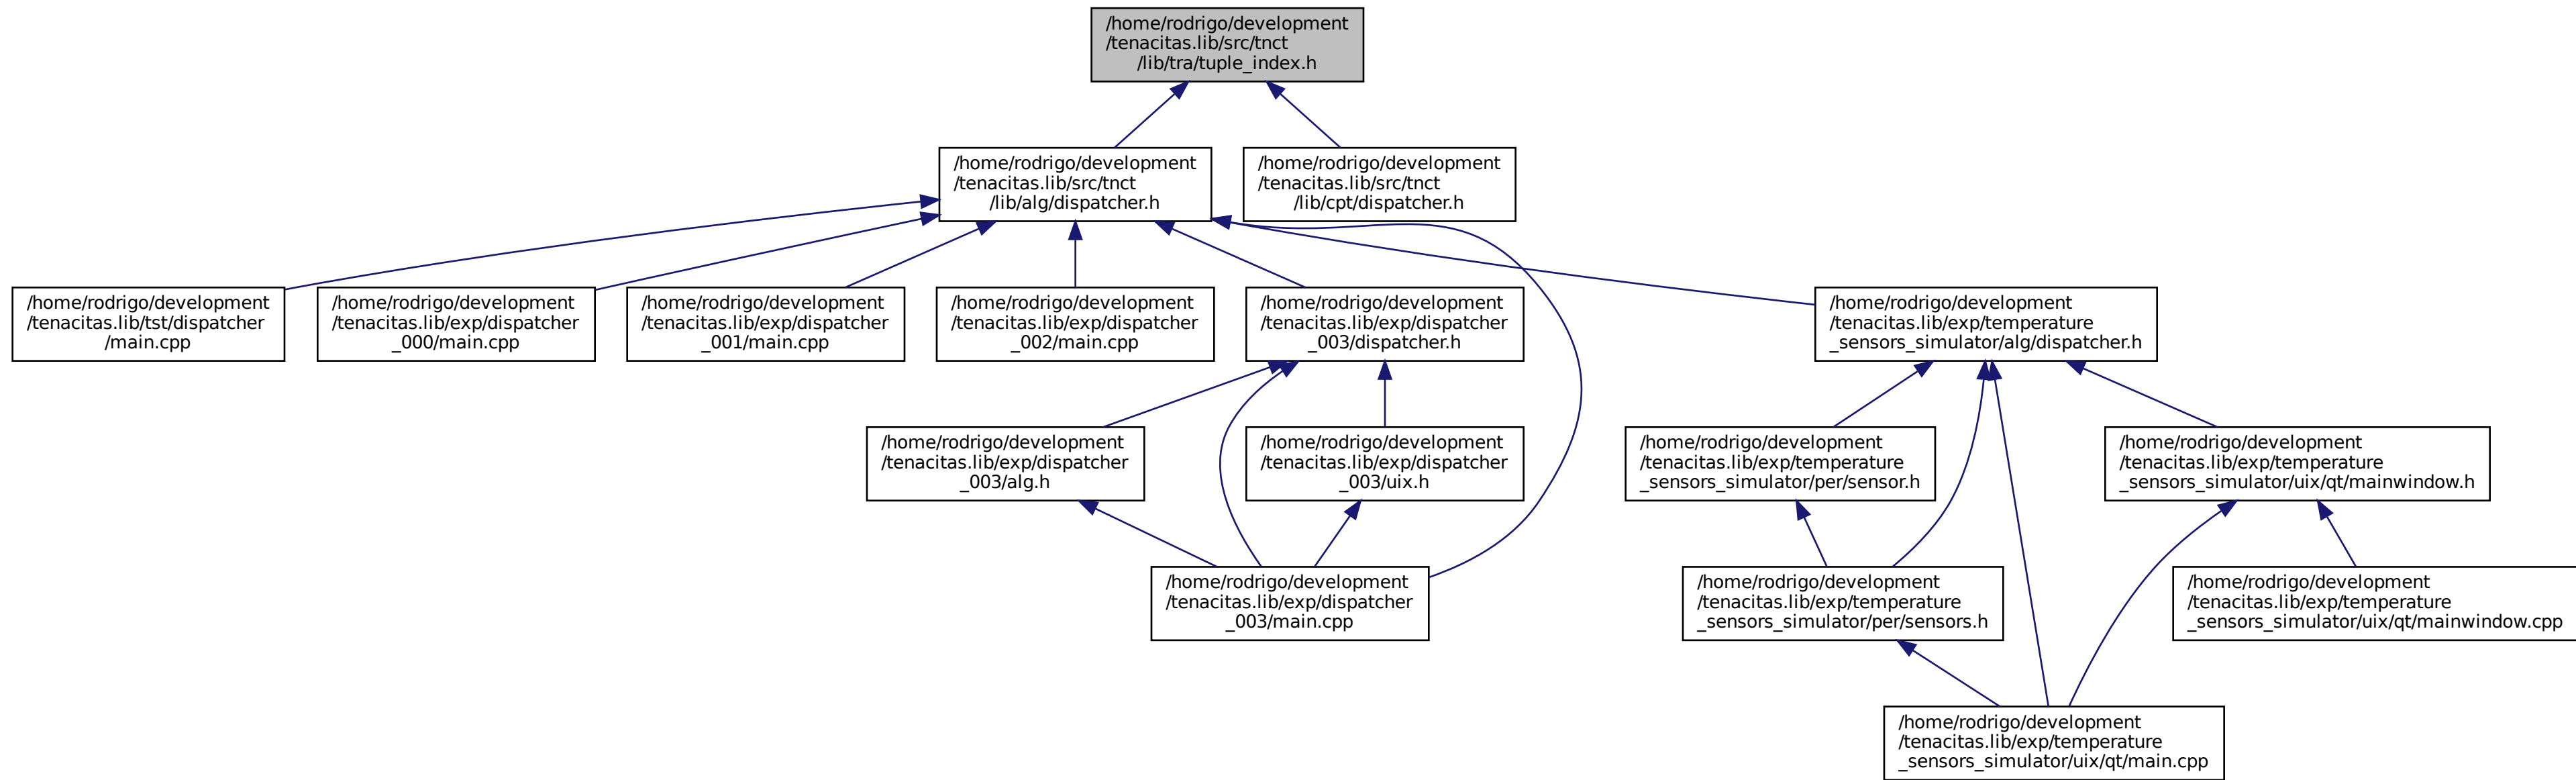 /home/rodrigo/development
/tenacitas.lib/src/tnct
/lib/tra/tuple_index.h
/home/rodrigo/development
/tenacitas.lib/src/tnct
/lib/alg/dispatcher.h
/home/rodrigo/development
/tenacitas.lib/src/tnct
/lib/cpt/dispatcher.h
/home/rodrigo/development
/tenacitas.lib/tst/dispatcher
/main.cpp
/home/rodrigo/development
/tenacitas.lib/exp/dispatcher
_000/main.cpp
/home/rodrigo/development
/tenacitas.lib/exp/dispatcher
_001/main.cpp
/home/rodrigo/development
/tenacitas.lib/exp/dispatcher
_002/main.cpp
/home/rodrigo/development
/tenacitas.lib/exp/dispatcher
_003/dispatcher.h
/home/rodrigo/development
/tenacitas.lib/exp/temperature
_sensors_simulator/alg/dispatcher.h
/home/rodrigo/development
/tenacitas.lib/exp/dispatcher
_003/alg.h
/home/rodrigo/development
/tenacitas.lib/exp/dispatcher
_003/uix.h
/home/rodrigo/development
/tenacitas.lib/exp/temperature
_sensors_simulator/per/sensor.h
/home/rodrigo/development
/tenacitas.lib/exp/temperature
_sensors_simulator/uix/qt/mainwindow.h
/home/rodrigo/development
/tenacitas.lib/exp/dispatcher
_003/main.cpp
/home/rodrigo/development
/tenacitas.lib/exp/temperature
_sensors_simulator/per/sensors.h
/home/rodrigo/development
/tenacitas.lib/exp/temperature
_sensors_simulator/uix/qt/mainwindow.cpp
/home/rodrigo/development
/tenacitas.lib/exp/temperature
_sensors_simulator/uix/qt/main.cpp